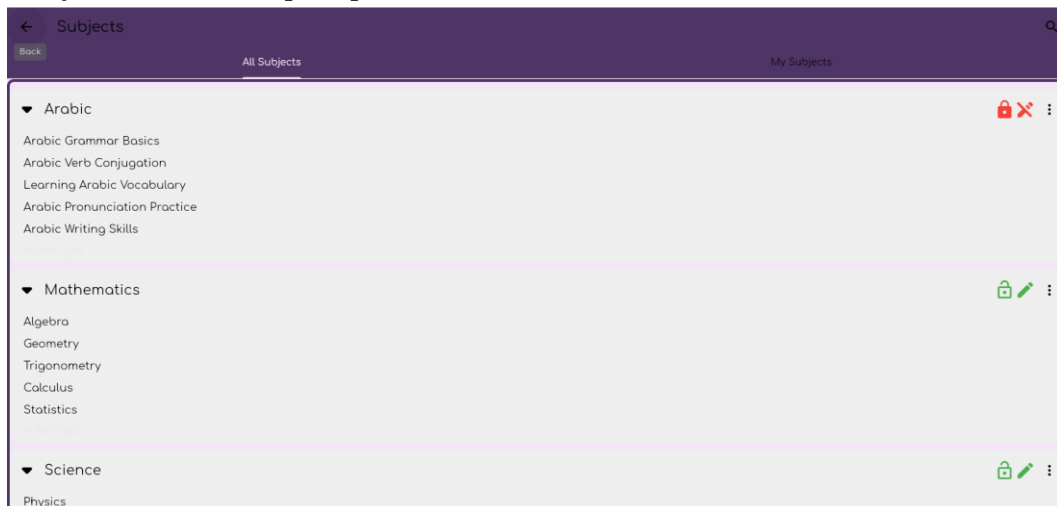 Subjects
Back
All Subjects
My Subjects
Arabic
Arabic Grammar Basics
Arabic Verb Conjugation
Learning Arabic Vocabulary
Arabic Pronunciation Practice
Arabic Writing Skills
Mathematics
Algebra
Geometry
Trigonometry
Calculus
Statistics
Science
Physics